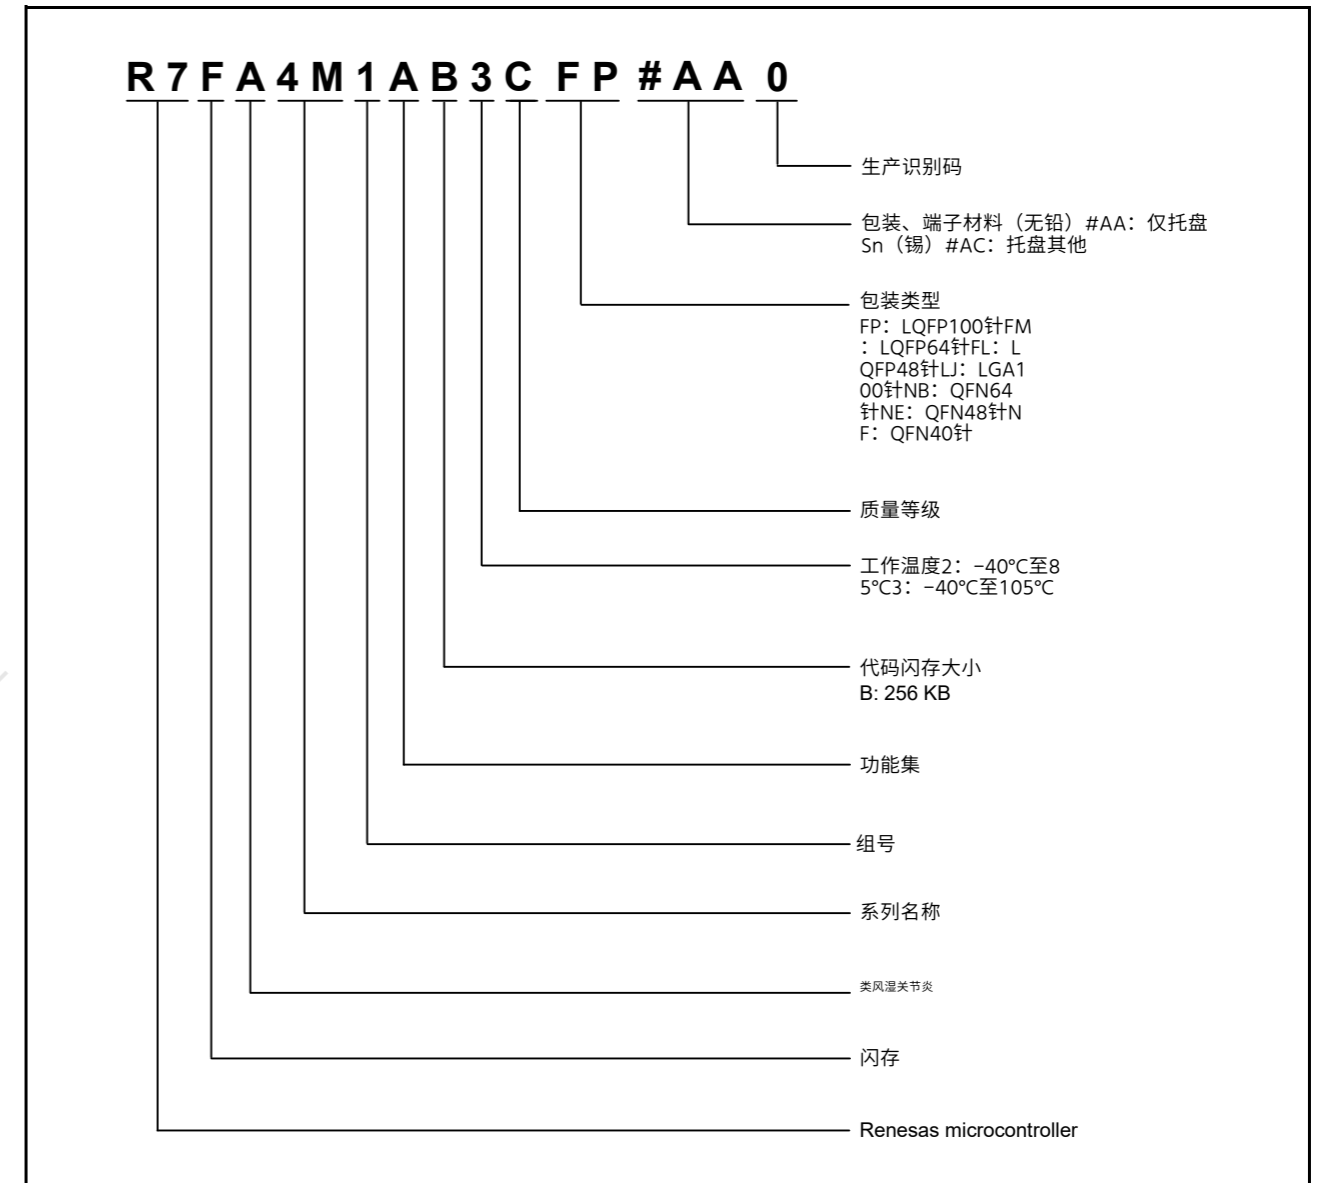 R7FA4M1AB3CFP#AA0
生产识别码
包装、端子材料（无铅）#AA：仅托盘
Sn（锡）#AC：托盘其他
包装类型
FP：LQFP100针FM
：LQFP64针FL：L
QFP48针LJ：LGA1
00针NB：QFN64
针NE：QFN48针N
F：QFN40针
质量等级
工作温度2：−40°C至8
5°C3：−40°C至105°C
代码闪存大小
B: 256 KB
功能集
组号
系列名称
类风湿关节炎
闪存
Renesas microcontroller